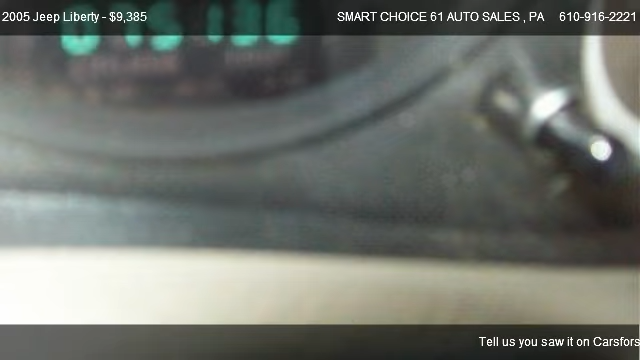 2005 Jeep Liberty - $9,385 SMART CHOICE 61 AUTO SALES , PA 610-916-2221
Tell us you saw it on Carsfors